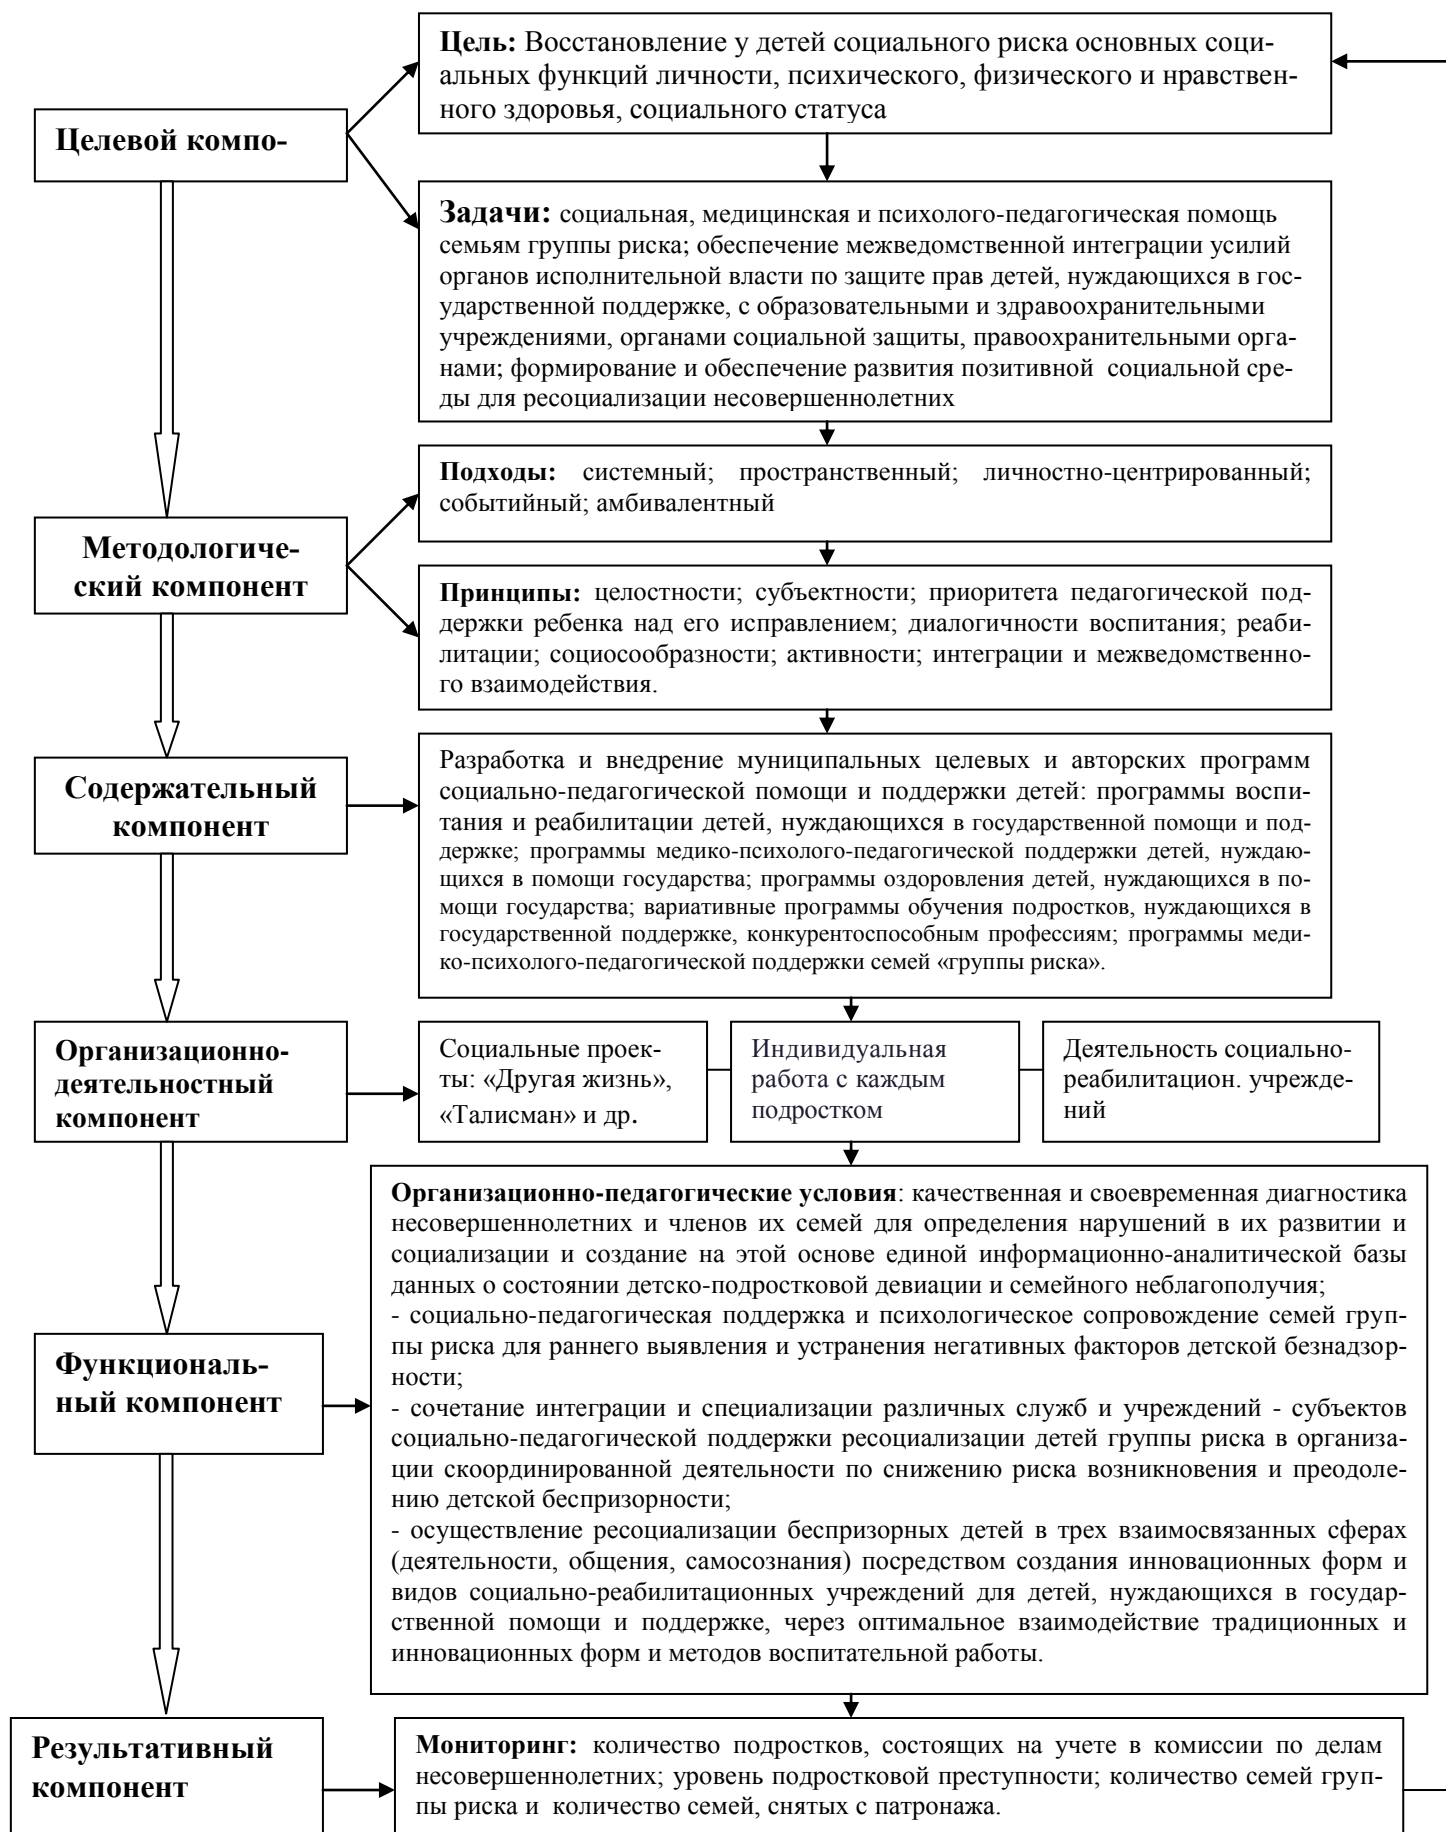 Цель: Восстановление у детей социального риска основных соци-
альных функций личности, психического, физического и нравствен-
ного здоровья, социального статуса
Целевой компо-
Задачи: социальная, медицинская и психолого-педагогическая помощь
семьям группы риска; обеспечение межведомственной интеграции усилий
органов исполнительной власти по защите прав детей, нуждающихся в гос-
ударственной поддержке, с образовательными и здравоохранительными
учреждениями, органами социальной защиты, правоохранительными орга-
нами; формирование и обеспечение развития позитивной социальной сре-
ды для ресоциализации несовершеннолетних
Подходы: системный; пространственный; личностно-центрированный;
событийный; амбивалентный
Методологиче-
ский компонент
Принципы: целостности; субъектности; приоритета педагогической под-
держки ребенка над его исправлением; диалогичности воспитания; реаби-
литации; социосообразности; активности; интеграции и межведомственно-
го взаимодействия.
Содержательный
компонент
Разработка и внедрение муниципальных целевых и авторских программ
социально-педагогической помощи и поддержки детей: программы воспи-
тания и реабилитации детей, нуждающихся в государственной помощи и под-
держке; программы медико-психолого-педагогической поддержки детей, нуждаю-
щихся в помощи государства; программы оздоровления детей, нуждающихся в по-
мощи государства; вариативные программы обучения подростков, нуждающихся в
государственной поддержке, конкурентоспособным профессиям; программы меди-
ко-психолого-педагогической поддержки семей «группы риска».
Организационно-
деятельностный
компонент
Социальные проек-
ты: «Другая жизнь»,
«Талисман» и др.
Индивидуальная
работа с каждым
подростком
Деятельность социально-
реабилитацион. учрежде-
ний
Организационно-педагогические условия: качественная и своевременная диагностика
несовершеннолетних и членов их семей для определения нарушений в их развитии и
социализации и создание на этой основе единой информационно-аналитической базы
данных о состоянии детско-подростковой девиации и семейного неблагополучия;
- социально-педагогическая поддержка и психологическое сопровождение семей груп-
пы риска для раннего выявления и устранения негативных факторов детской безнадзор-
ности;
- сочетание интеграции и специализации различных служб и учреждений - субъектов
социально-педагогической поддержки ресоциализации детей группы риска в организа-
ции скоординированной деятельности по снижению риска возникновения и преодоле-
нию детской беспризорности;
- осуществление ресоциализации беспризорных детей в трех взаимосвязанных сферах
(деятельности, общения, самосознания) посредством создания инновационных форм и
видов социально-реабилитационных учреждений для детей, нуждающихся в государ-
ственной помощи и поддержке, через оптимальное взаимодействие традиционных и
инновационных форм и методов воспитательной работы.
Функциональ-
ный компонент
Результативный
компонент
Мониторинг: количество подростков, состоящих на учете в комиссии по делам
несовершеннолетних; уровень подростковой преступности; количество семей груп-
пы риска и количество семей, снятых с патронажа.